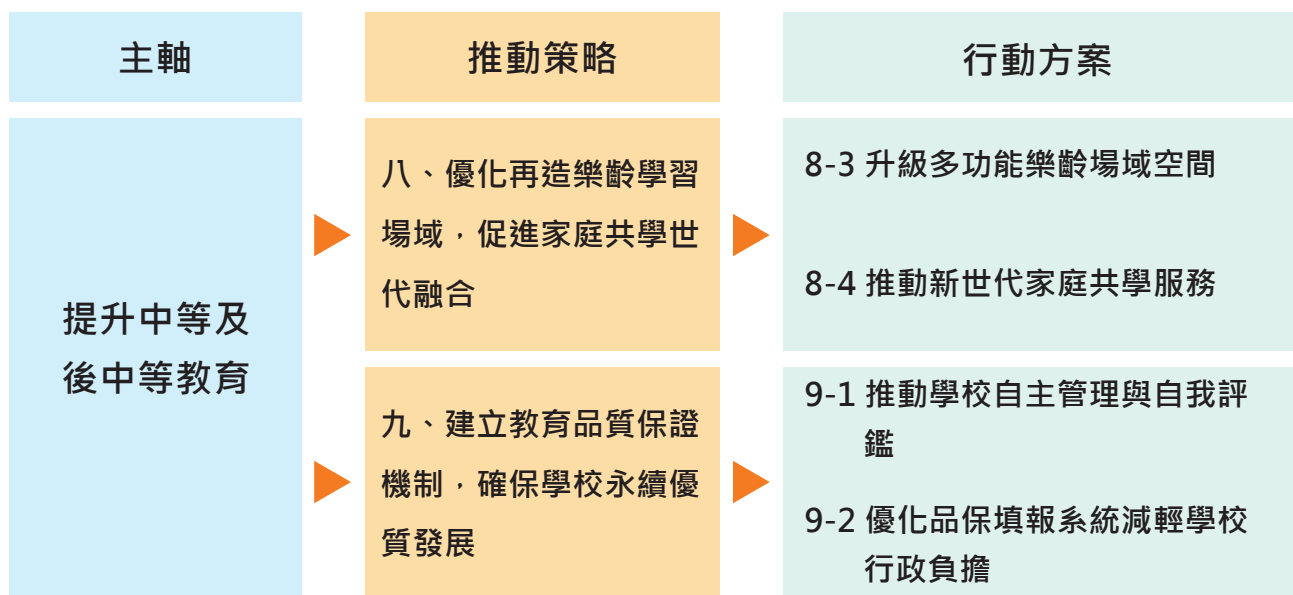 主軸
推動策略
行動方案
提升中等及
後中等教育
八、優化再造樂齡學習
場域，促進家庭共學世
代融合
8-3 升級多功能樂齡場域空間
8-4 推動新世代家庭共學服務
九、建立教育品質保證
機制，確保學校永續優
質發展
9-1 推動學校自主管理與自我評
鑑
9-2 優化品保填報系統減輕學校
行政負擔